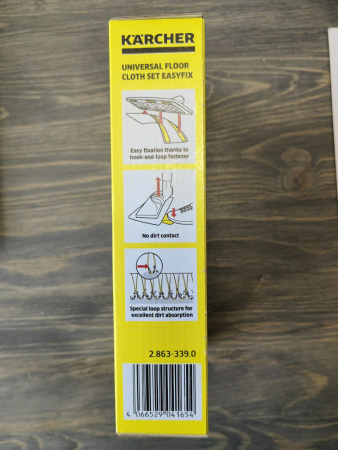 KÄRCHER
UNIVERSAL FLOOR
CLOTH SET EASYFIX
Easy fixation thanks to
hook-and-loop fastener
No dirt contact
Special loop structure for
excellent dirt absorption
2.863-339.0
4 066529 041654